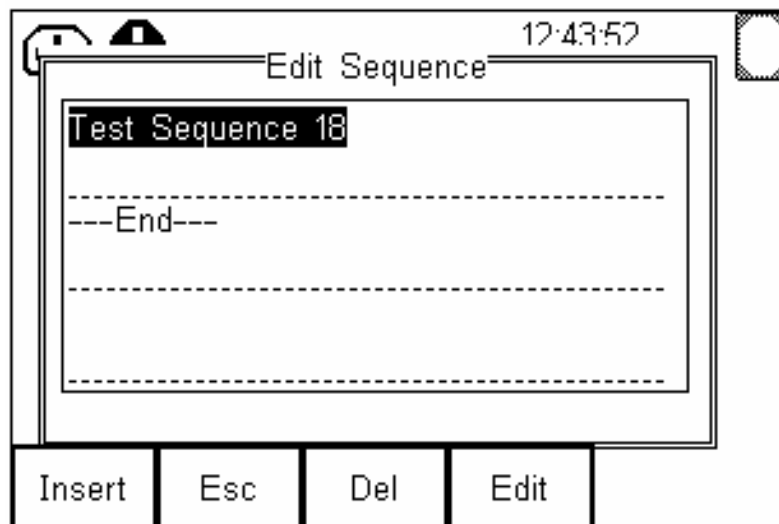 12:43:52
Edit Sequence
Test Sequence 18
---End---
Insert Esc Del Edit